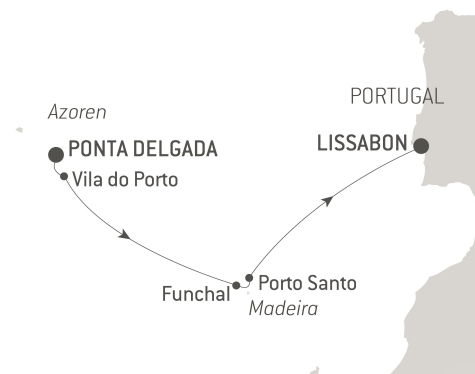 PORTUGAL
Azoren
LISSABON
PONTA DELGADA
Vila do Porto
Porto Santo
Funchal
Madeira